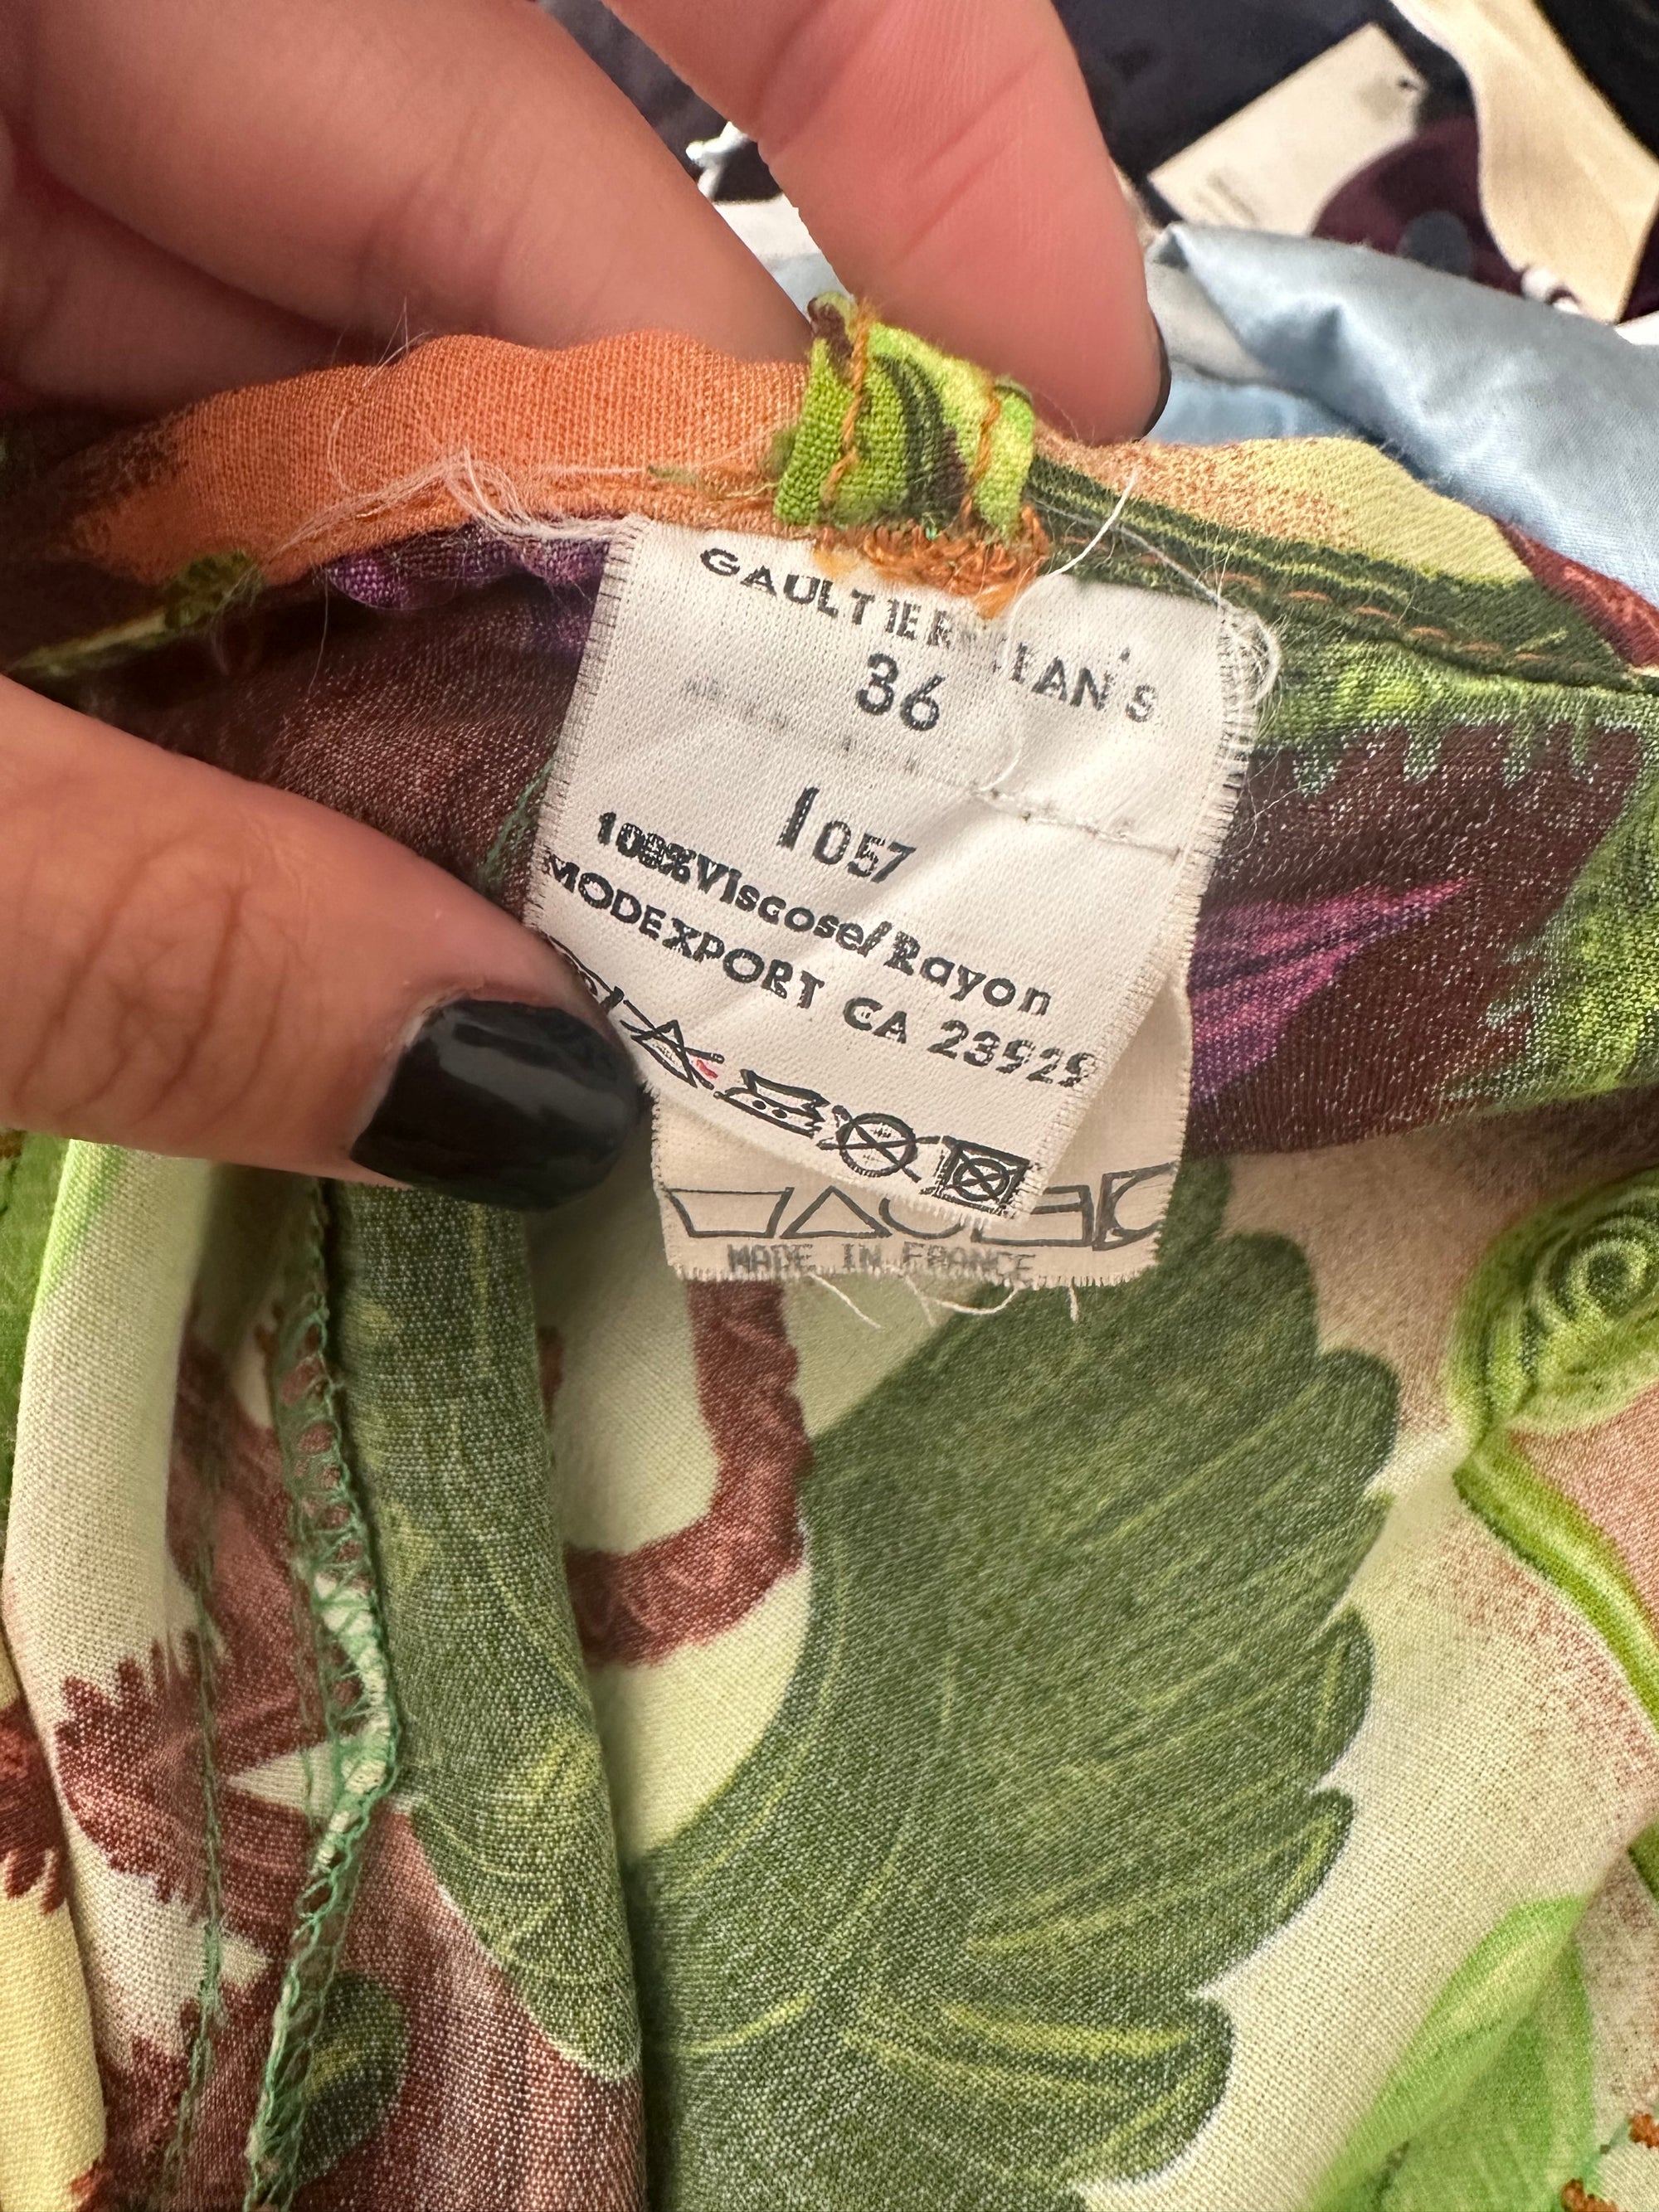 GAULTIER JEAN'S
36
1057
100%Viscose/Rayon
MODEXPORT CA 23929
MADE IN FRANCE